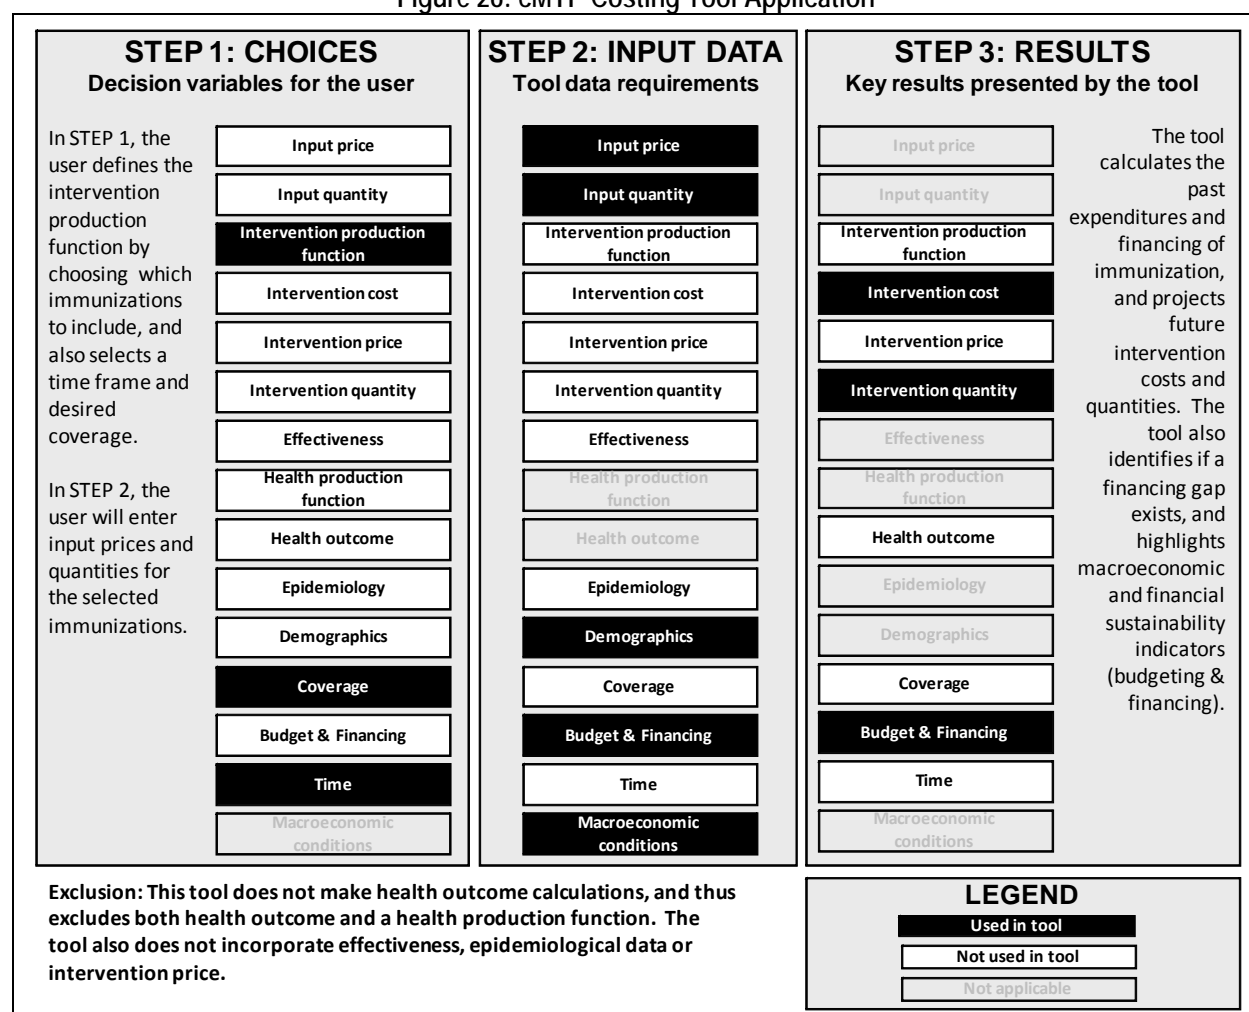 Figure 20: cMYP Costing Tool Application
STEP 1: CHOICES
Decision variables for the user
In STEP 1, the
user defines the
intervention
production
function by
choosing which
immunizations
to include, and
also selects a
time frame and
desired
coverage.
In STEP 2, the
user will enter
input prices and
quantities for
the selected
immunizations.
Input price
Input quantity
Intervention production
function
Intervention cost
Intervention price
Intervention quantity
Effectiveness
Health production
function
Health outcome
Epidemiology
Demographics
Coverage
Budget & Financing
Time
Macroeconomic
conditions
STEP 2: INPUT DATA
Tool data requirements
Input price
Input quantity
Intervention production
function
Intervention cost
Intervention price
Intervention quantity
Effectiveness
Health production
function
Health outcome
Epidemiology
Demographics
Coverage
Budget & Financing
Time
Macroeconomic
conditions
STEP 3: RESULTS
Key results presented by the tool
Input price
Input quantity
Intervention production
function
Intervention cost
Intervention price
Intervention quantity
Effectiveness
Health production
function
Health outcome
Epidemiology
Demographics
Coverage
Budget & Financing
Time
Macroeconomic
conditions
The tool
calculates the
past
expenditures and
financing of
immunization,
and projects
future
intervention
costs and
quantities. The
tool also
identifies if a
financing gap
exists, and
highlights
macroeconomic
and financial
sustainability
indicators
(budgeting &
financing).
Exclusion: This tool does not make health outcome calculations, and thus
excludes both health outcome and a health production function. The
tool also does not incorporate effectiveness, epidemiological data or
intervention price.
LEGEND
Used in tool
Not used in tool
Not applicable